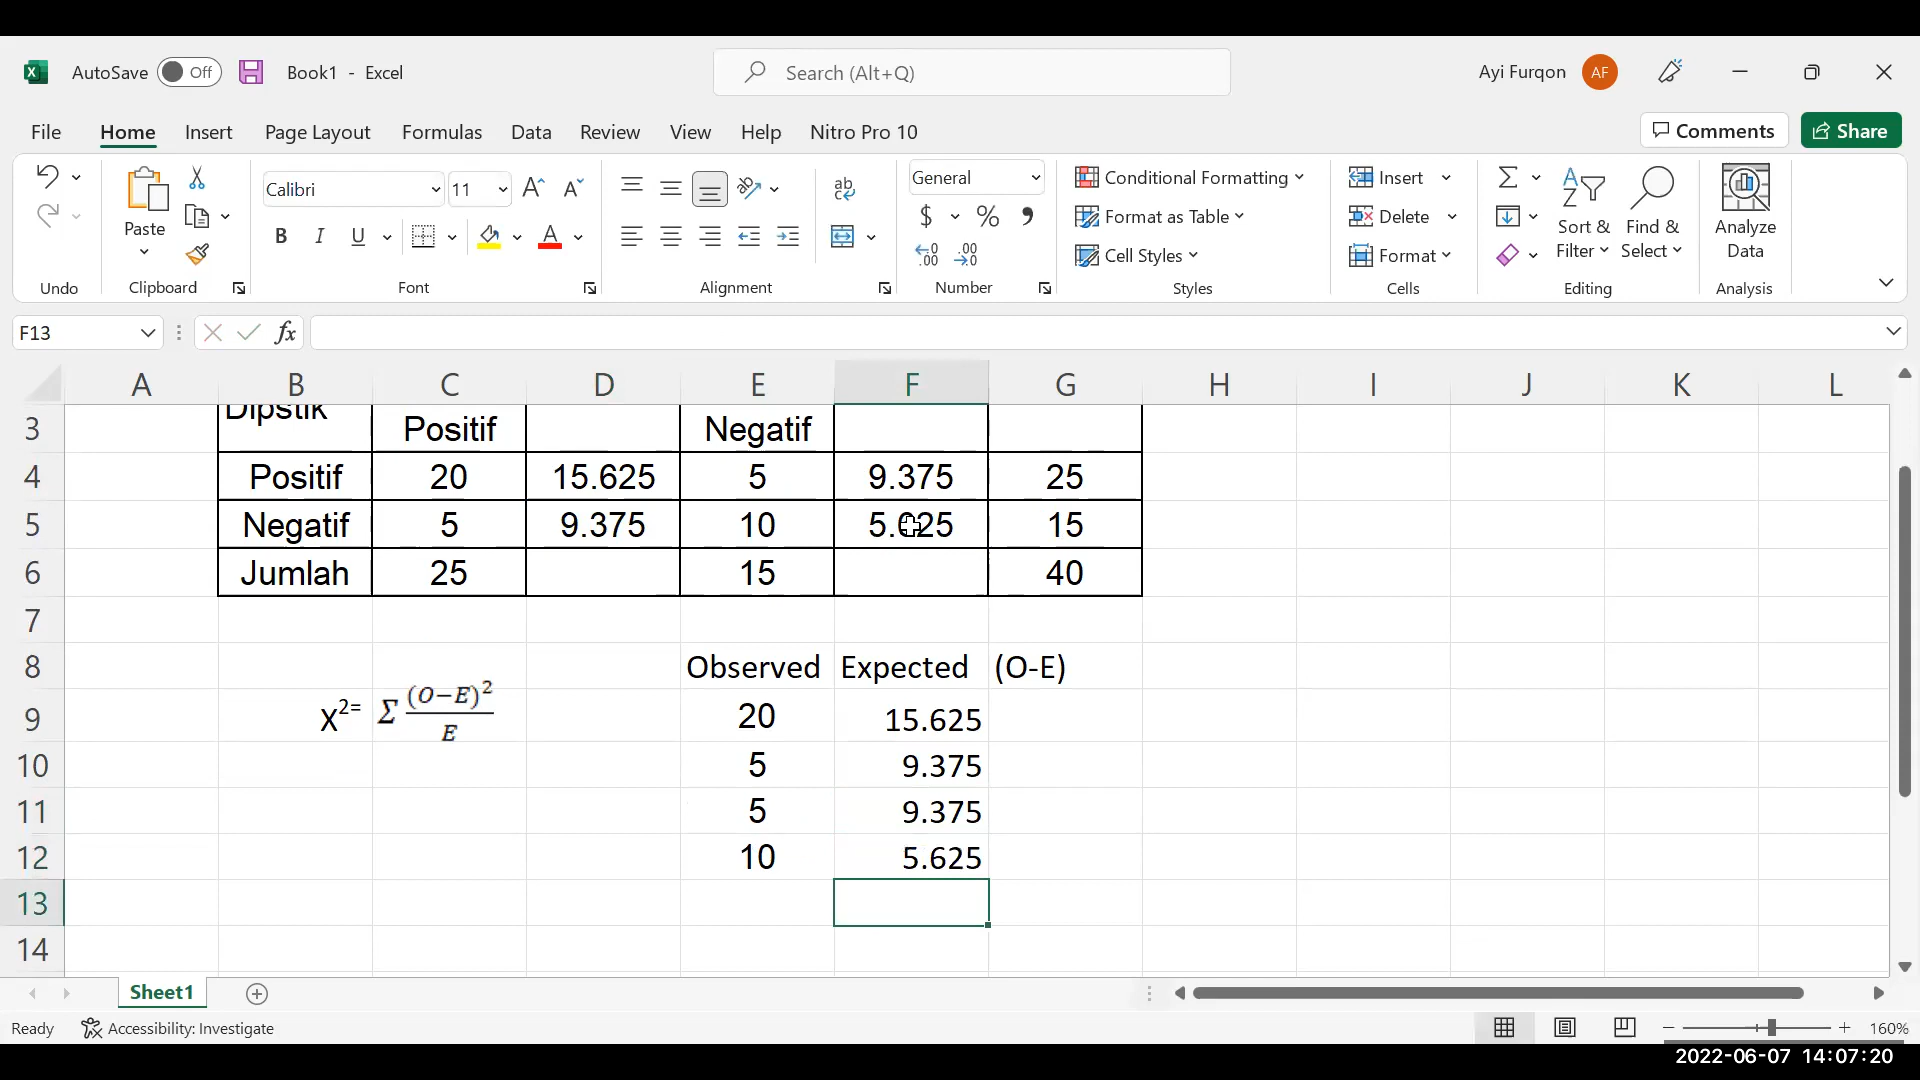 AutoSave Off Book1 - Excel Search (Alt+Q) Ayi Furqon AF
File Home Insert Page Layout Formulas Data Review View Help Nitro Pro 10 Comments Share
Calibri 11 General Conditional Formatting Insert
Paste Format as Table Delete Sort & Filter Find & Select Analyze Data
B I U A $ % Cell Styles Format
Undo Clipboard Font Alignment Number Styles Cells Editing Analysis
F13 fx
A B C D E F G H I J K L
3 Dipstik Positif Negatif
4 Positif 20 15.625 5 9.375 25
5 Negatif 5 9.375 10 5.625 15
6 Jumlah 25 15 40
7
8 Observed Expected (O-E)
9 X²⁼ Σ (O−E)²/E 20 15.625
10 5 9.375
11 5 9.375
12 10 5.625
13
14
Sheet1
Ready Accessibility: Investigate 160%
2022-06-07 14:07:20